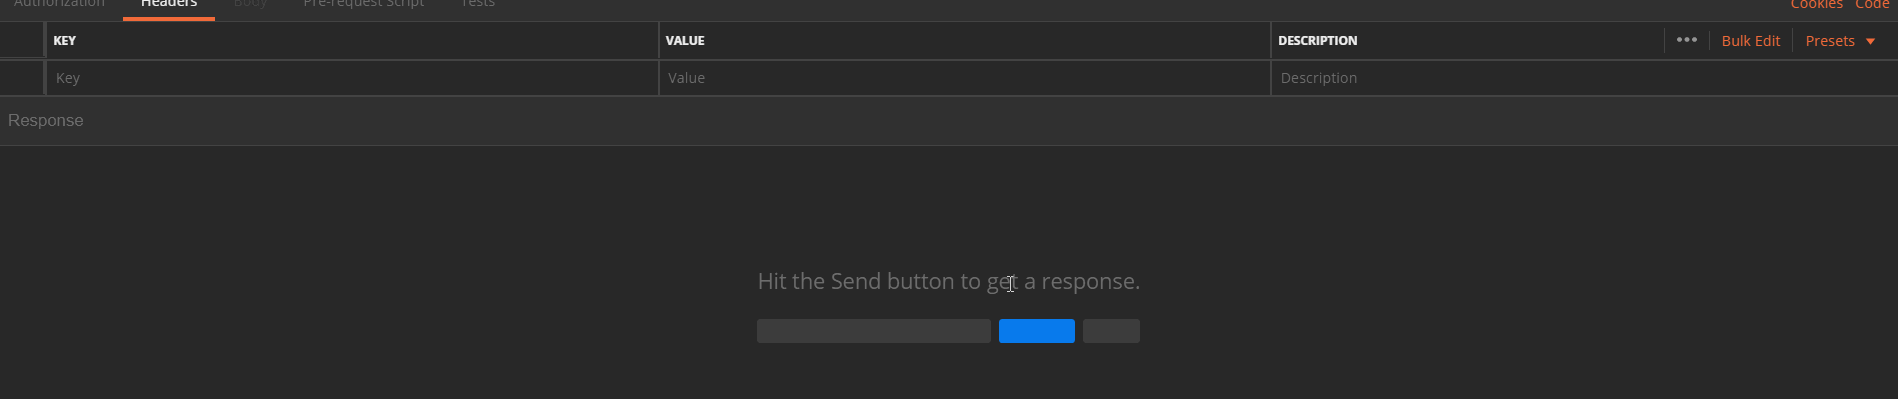 Authorization Headers Body Pre-request Script Tests Cookies Code
KEY VALUE DESCRIPTION ••• Bulk Edit Presets
Key Value Description
Response
Hit the Send button to get a response.